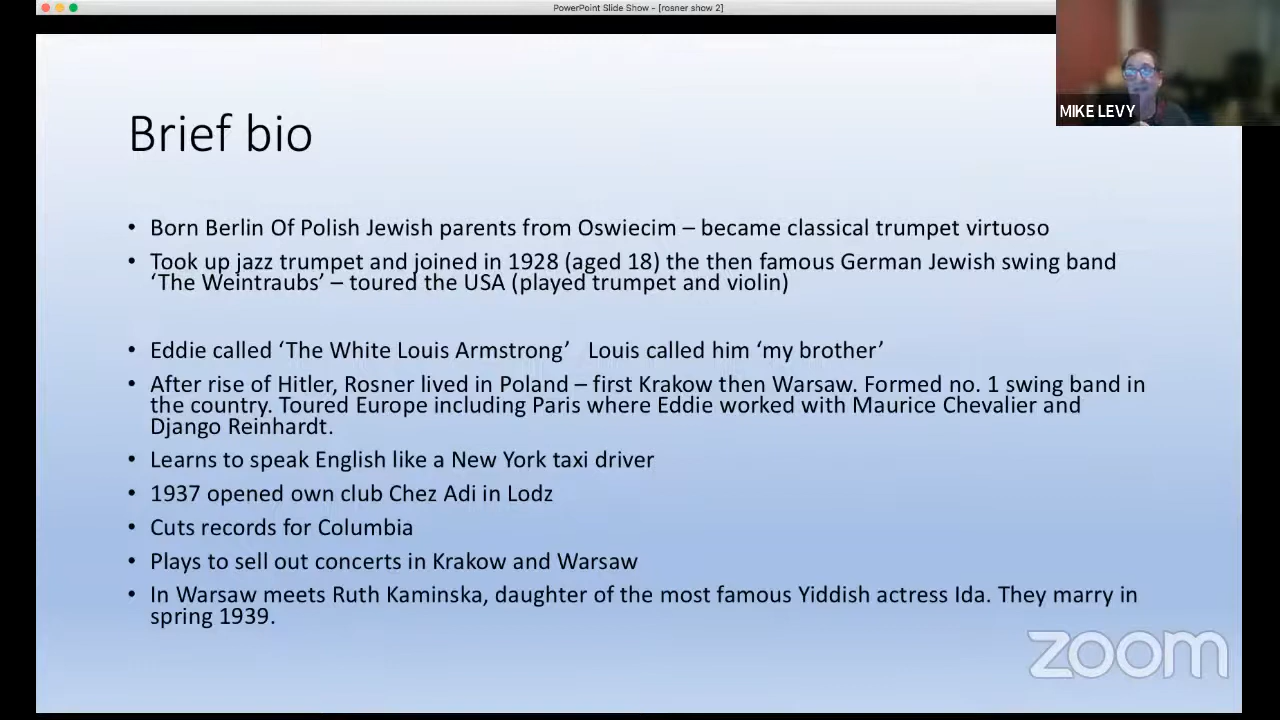 PowerPoint Slide Show - [rosner show 2]
MIKE LEVY
Brief bio
• Born Berlin Of Polish Jewish parents from Oswiecim – became classical trumpet virtuoso
• Took up jazz trumpet and joined in 1928 (aged 18) the then famous German Jewish swing band
‘The Weintraubs’ – toured the USA (played trumpet and violin)
• Eddie called ‘The White Louis Armstrong’ Louis called him ‘my brother’
• After rise of Hitler, Rosner lived in Poland – first Krakow then Warsaw. Formed no. 1 swing band in
the country. Toured Europe including Paris where Eddie worked with Maurice Chevalier and
Django Reinhardt.
• Learns to speak English like a New York taxi driver
• 1937 opened own club Chez Adi in Lodz
• Cuts records for Columbia
• Plays to sell out concerts in Krakow and Warsaw
• In Warsaw meets Ruth Kaminska, daughter of the most famous Yiddish actress Ida. They marry in
spring 1939.
zoom